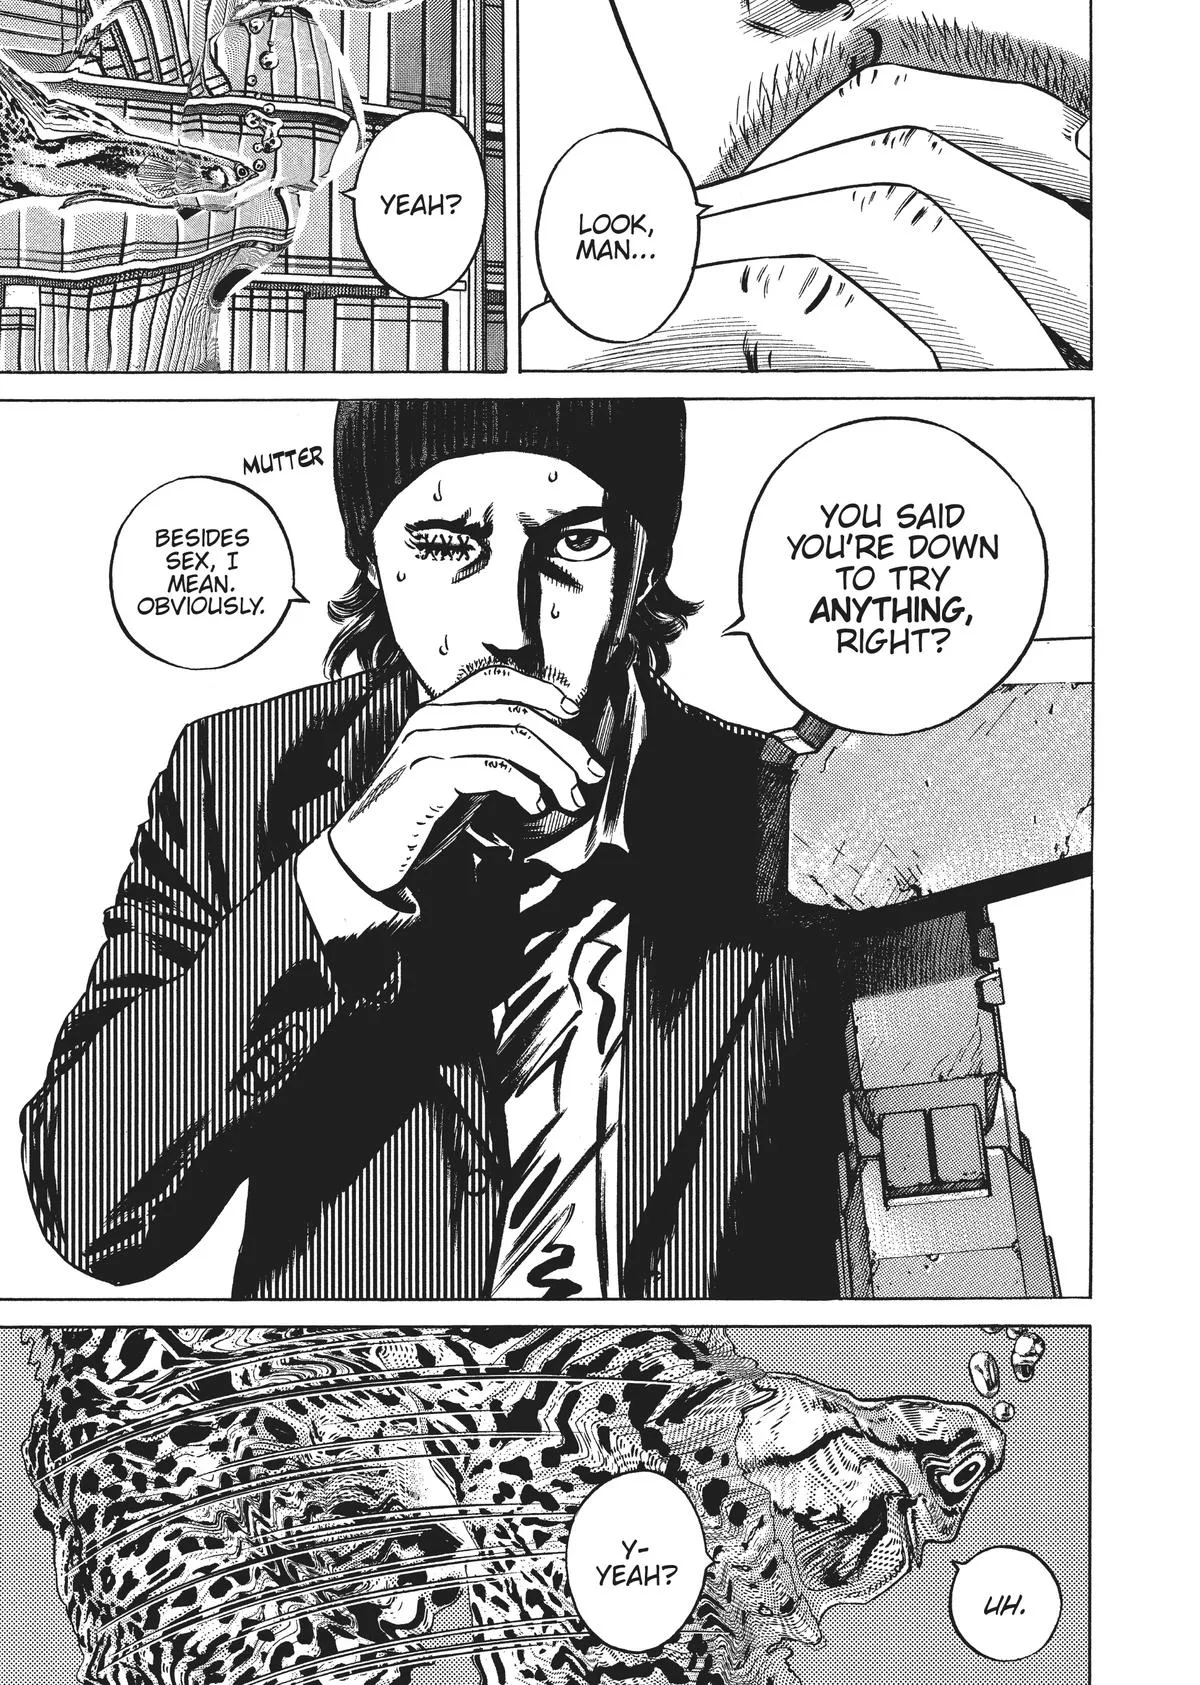 LOOK,
MAN...
YEAH?
YOU SAID
YOU'RE DOWN
TO TRY
ANYTHING,
RIGHT?
MUTTER
BESIDES
SEX, I
MEAN.
OBVIOUSLY.
UH.
Y-
YEAH?